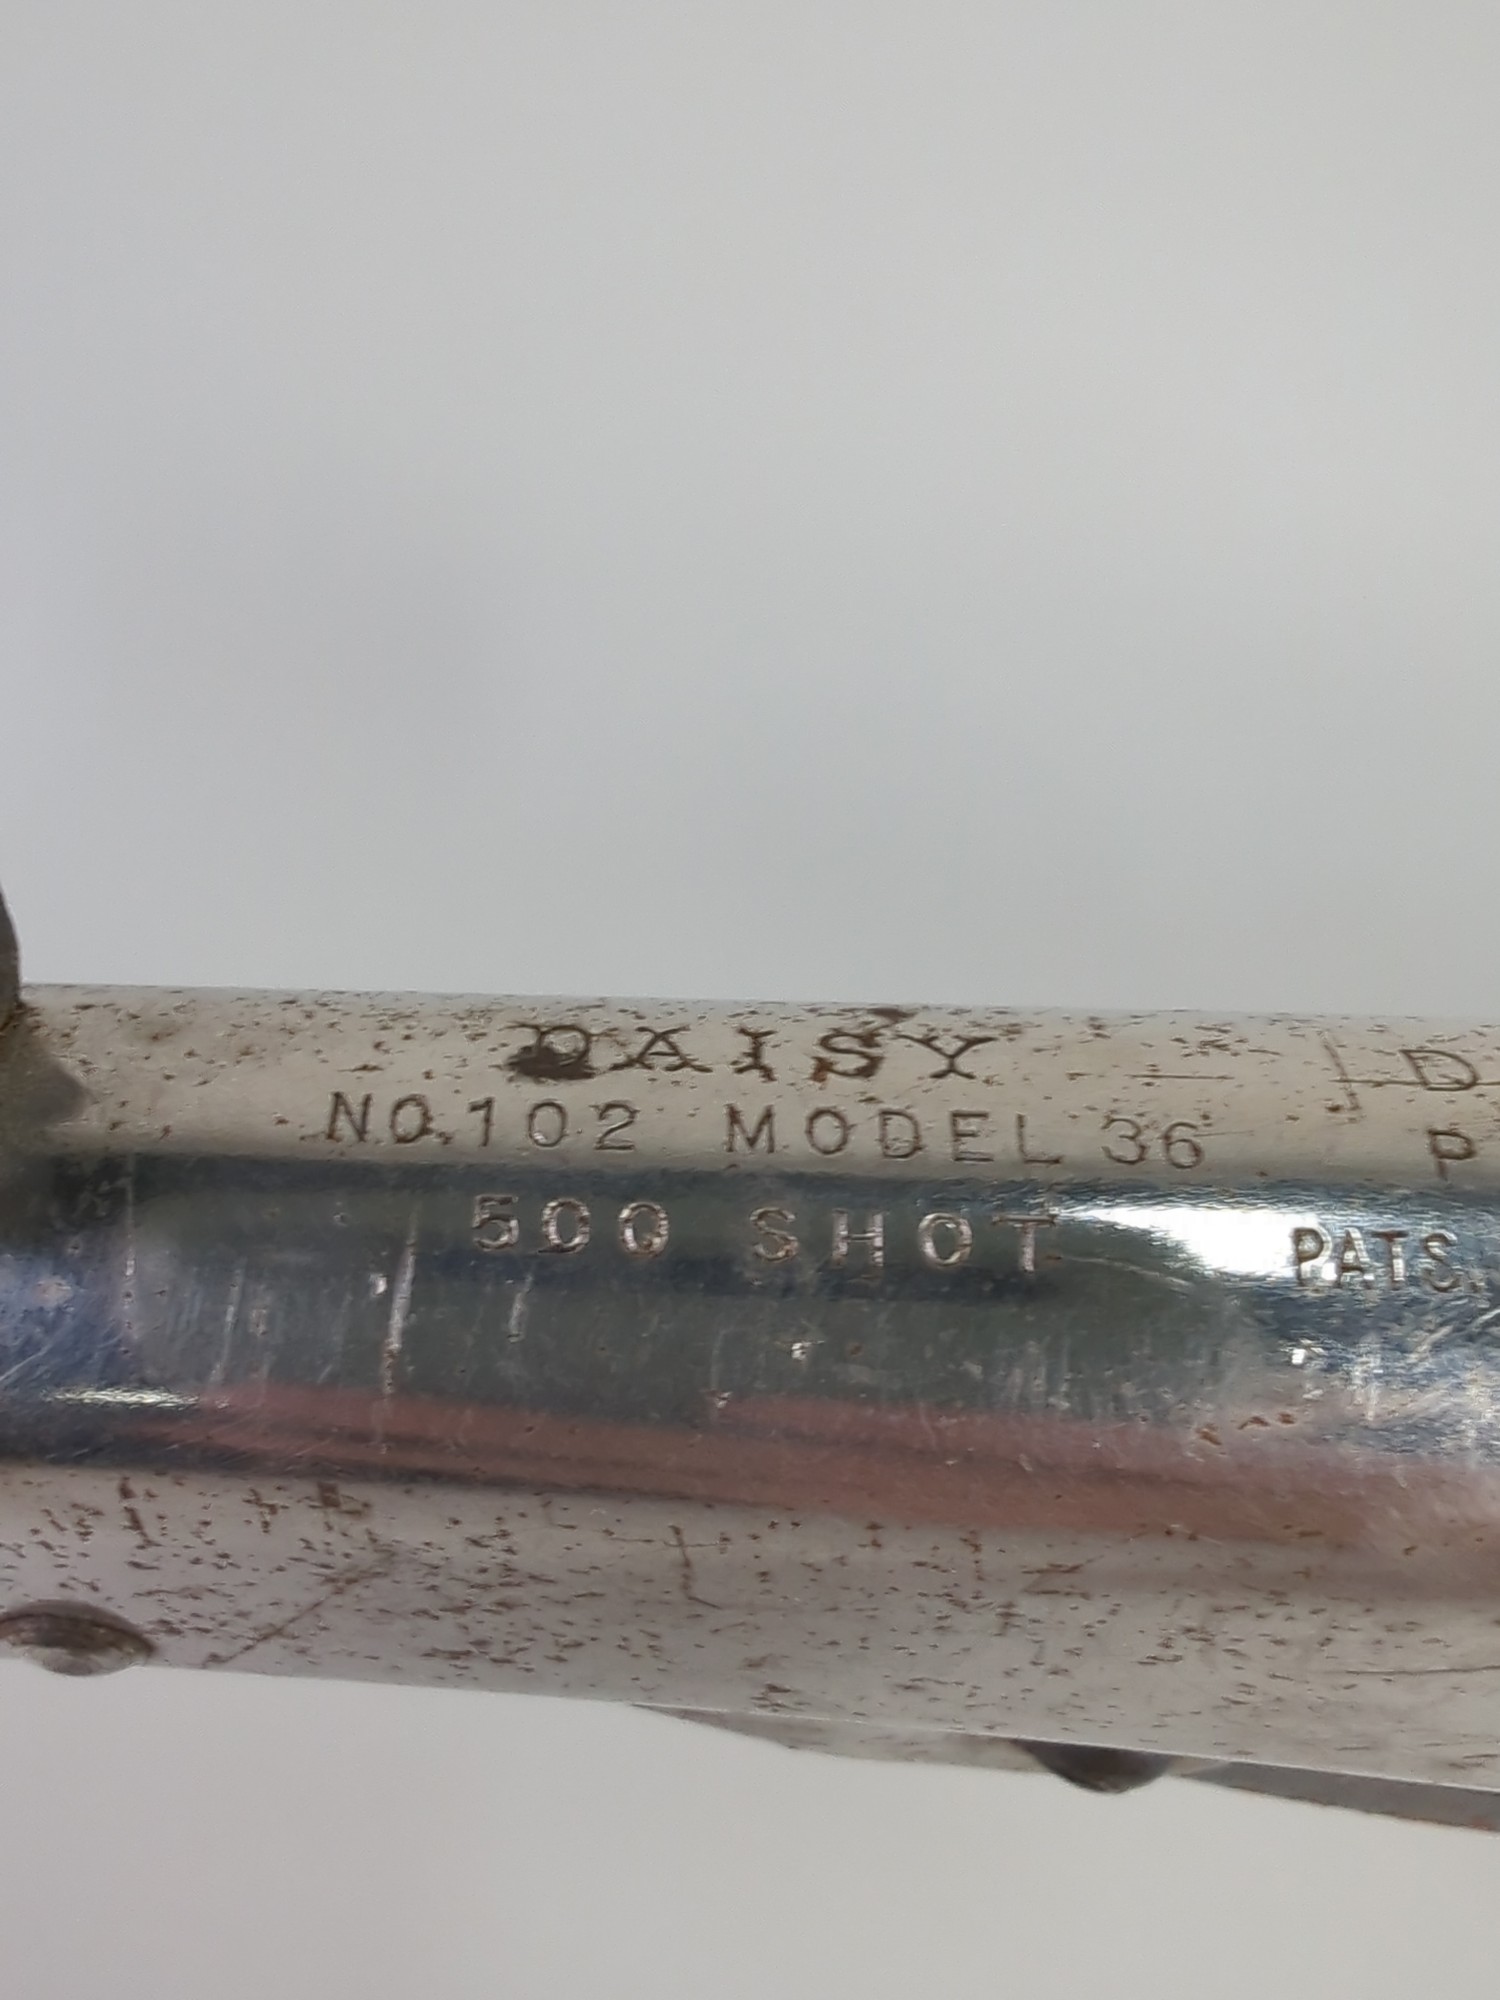 DAISY
NO. 102 MODEL 36
500 SHOT
D
P
PATS.